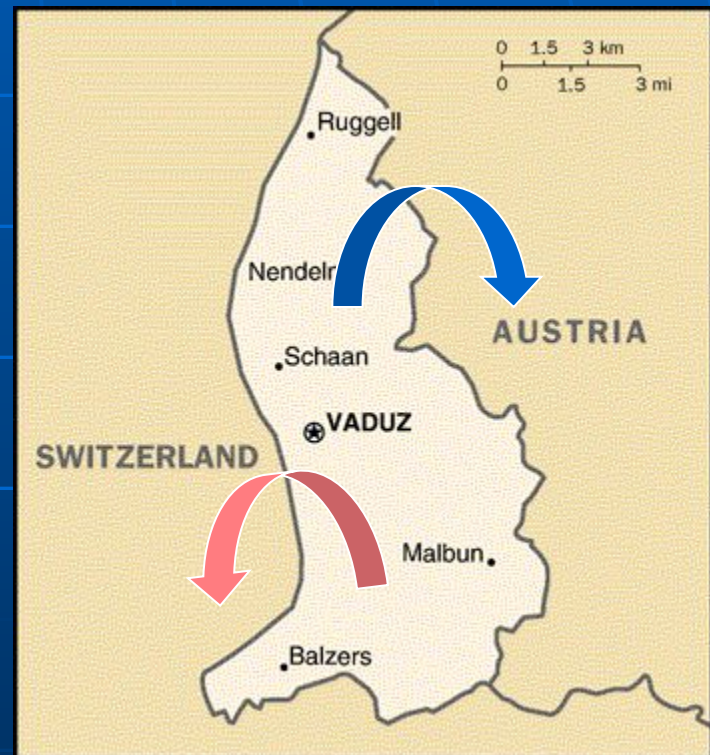 0 1.5 3 km
0 1.5 3 mi
Ruggell
Nendeln
AUSTRIA
Schaan
VADUZ
SWITZERLAND
Malbun
Balzers